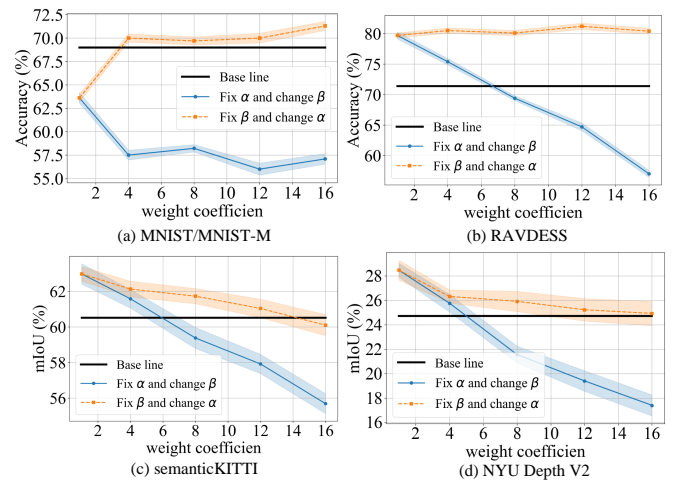 75.0
72.5
70.0
67.5
65.0
62.5
60.0
57.5
55.0
Accuracy (%)
Base line
Fix α and change β
Fix β and change α
2 4 6 8 10 12 14 16
weight coefficien
(a) MNIST/MNIST-M
80
70
60
Accuracy (%)
Base line
Fix α and change β
Fix β and change α
2 4 6 8 10 12 14 16
weight coefficien
(b) RAVDESS
62
60
58
56
mIoU (%)
Base line
Fix α and change β
Fix β and change α
2 4 6 8 10 12 14 16
weight coefficien
(c) semanticKITTI
28
26
24
22
20
18
16
mIoU (%)
Base line
Fix α and change β
Fix β and change α
2 4 6 8 10 12 14 16
weight coefficien
(d) NYU Depth V2